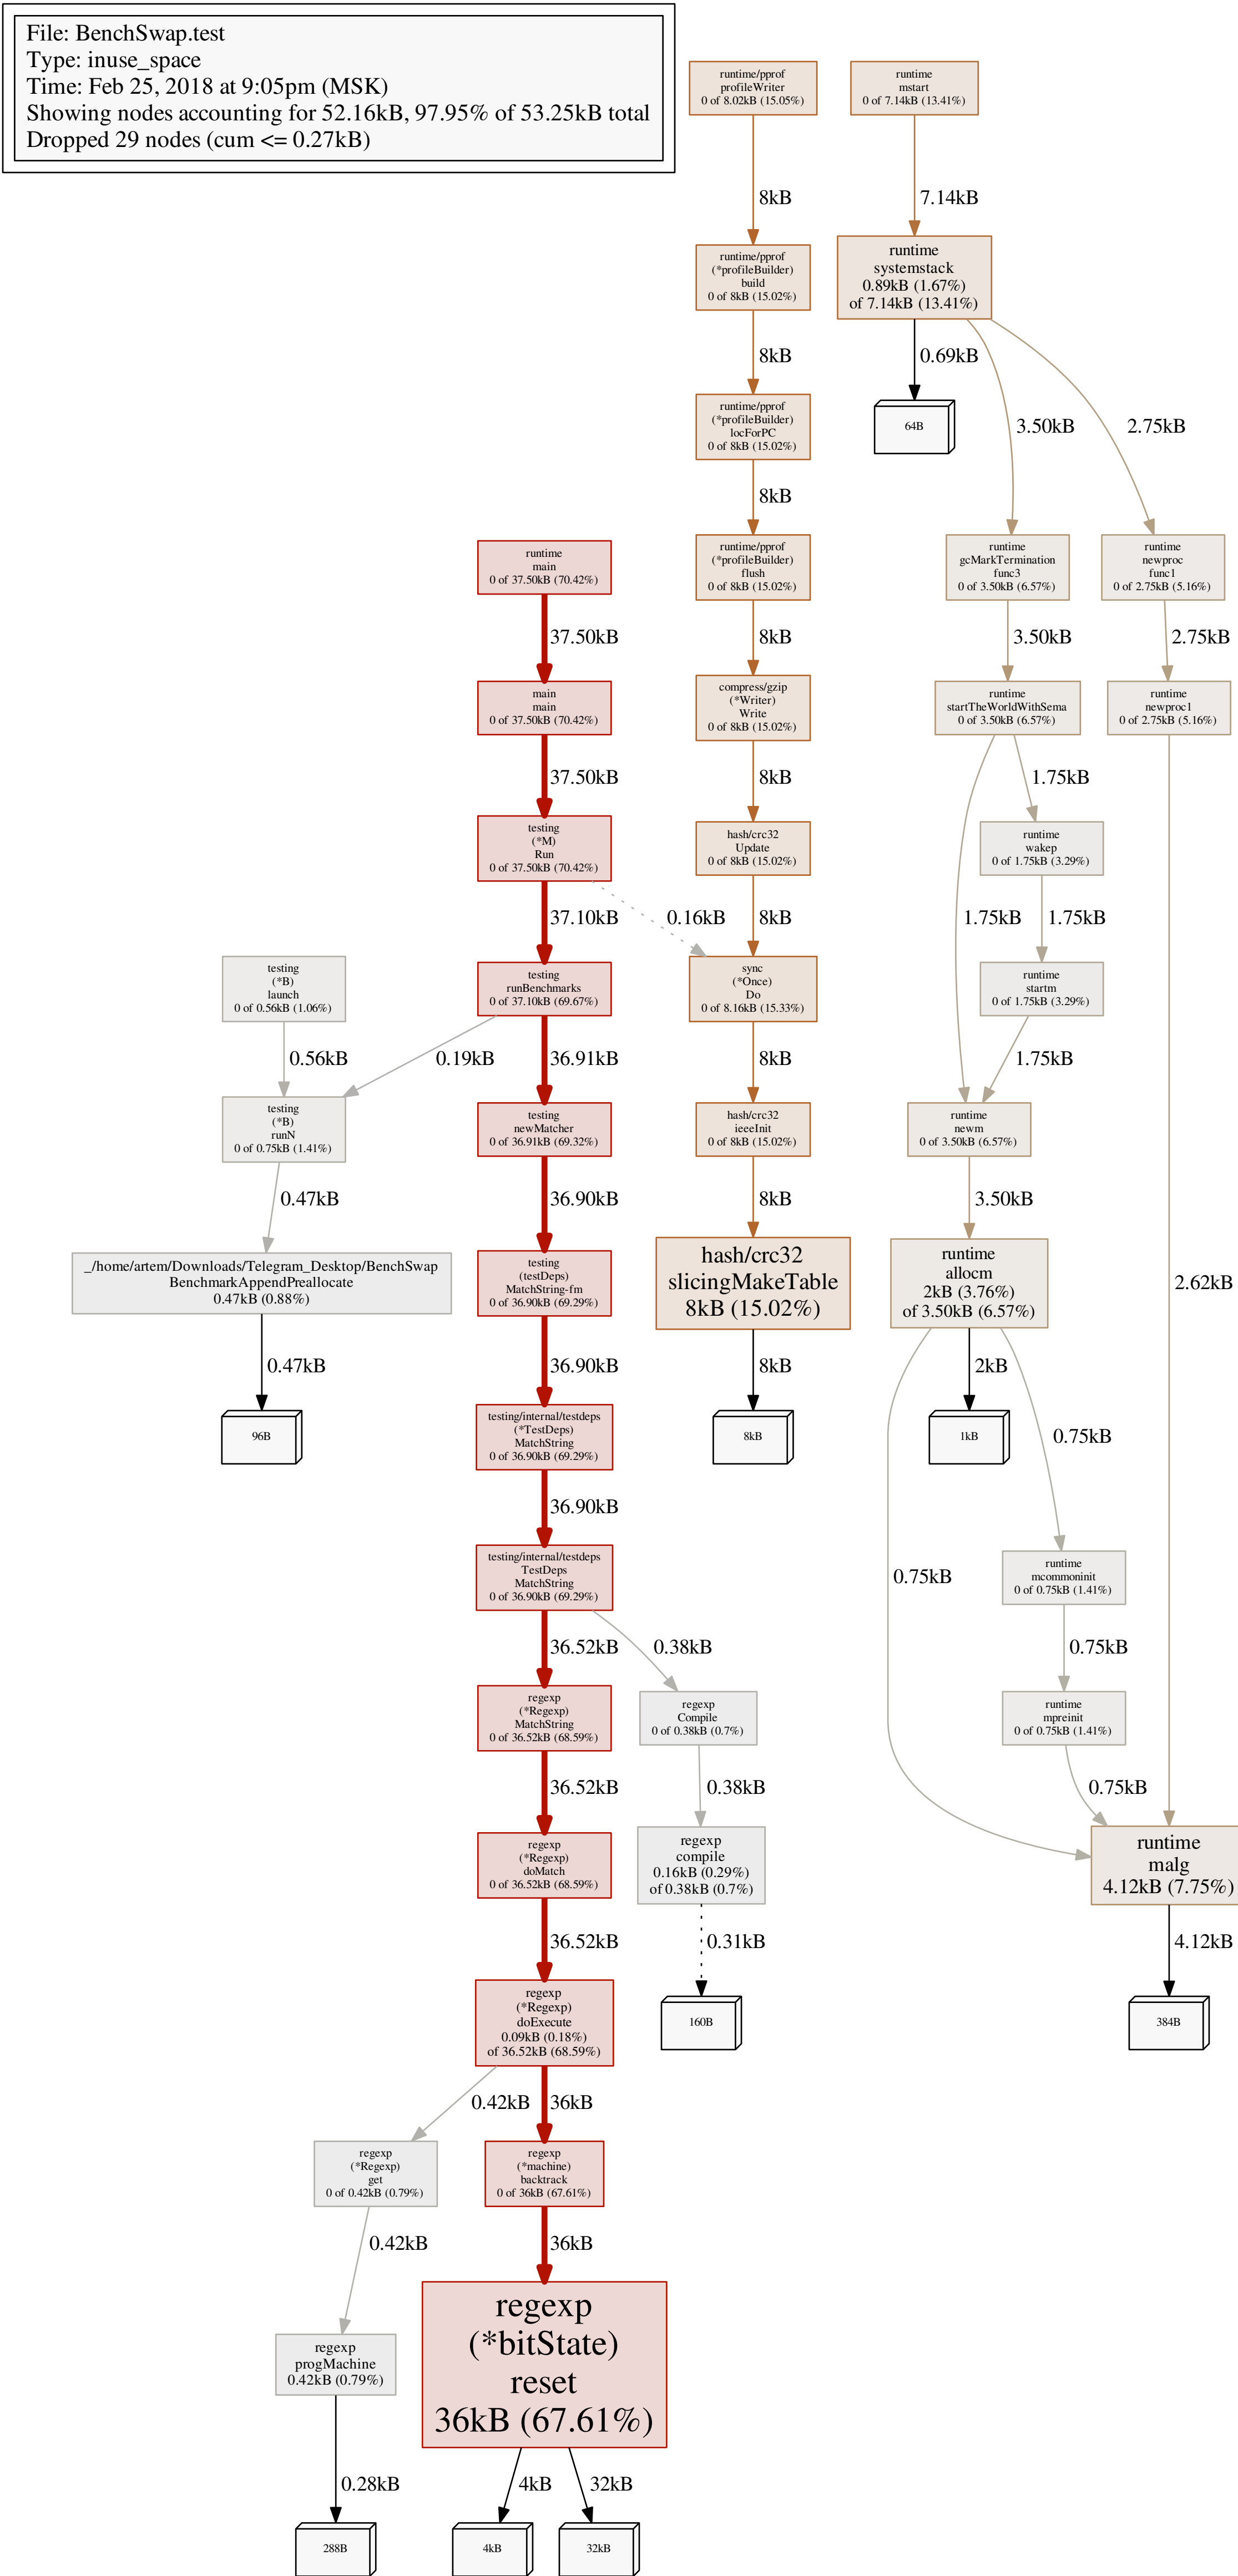 File: BenchSwap.test
Type: inuse_space
Time: Feb 25, 2018 at 9:05pm (MSK)
Showing nodes accounting for 52.16kB, 97.95% of 53.25kB total
Dropped 29 nodes (cum <= 0.27kB)
runtime/pprof
profileWriter
0 of 8.02kB (15.05%)
runtime
mstart
0 of 7.14kB (13.41%)
8kB
7.14kB
runtime/pprof
(*profileBuilder)
build
0 of 8kB (15.02%)
runtime
systemstack
0.89kB (1.67%)
of 7.14kB (13.41%)
8kB
0.69kB
3.50kB
2.75kB
runtime/pprof
(*profileBuilder)
locForPC
0 of 8kB (15.02%)
64B
8kB
runtime
main
0 of 37.50kB (70.42%)
runtime/pprof
(*profileBuilder)
flush
0 of 8kB (15.02%)
runtime
gcMarkTermination
func3
0 of 3.50kB (6.57%)
runtime
newproc
func1
0 of 2.75kB (5.16%)
37.50kB
8kB
3.50kB
2.75kB
main
main
0 of 37.50kB (70.42%)
compress/gzip
(*Writer)
Write
0 of 8kB (15.02%)
runtime
startTheWorldWithSema
0 of 3.50kB (6.57%)
runtime
newproc1
0 of 2.75kB (5.16%)
37.50kB
8kB
1.75kB
testing
(*M)
Run
0 of 37.50kB (70.42%)
hash/crc32
Update
0 of 8kB (15.02%)
runtime
wakep
0 of 1.75kB (3.29%)
37.10kB
0.16kB
8kB
1.75kB
1.75kB
testing
(*B)
launch
0 of 0.56kB (1.06%)
testing
runBenchmarks
0 of 37.10kB (69.67%)
sync
(*Once)
Do
0 of 8.16kB (15.33%)
runtime
startm
0 of 1.75kB (3.29%)
0.56kB
0.19kB
36.91kB
8kB
1.75kB
testing
(*B)
runN
0 of 0.75kB (1.41%)
testing
newMatcher
0 of 36.91kB (69.32%)
hash/crc32
ieeeInit
0 of 8kB (15.02%)
runtime
newm
0 of 3.50kB (6.57%)
0.47kB
36.90kB
8kB
3.50kB
_/home/artem/Downloads/Telegram_Desktop/BenchSwap
BenchmarkAppendPreallocate
0.47kB (0.88%)
testing
(testDeps)
MatchString-fm
0 of 36.90kB (69.29%)
hash/crc32
slicingMakeTable
8kB (15.02%)
runtime
allocm
2kB (3.76%)
of 3.50kB (6.57%)
2.62kB
0.47kB
36.90kB
8kB
2kB
96B
testing/internal/testdeps
(*TestDeps)
MatchString
0 of 36.90kB (69.29%)
8kB
1kB
0.75kB
36.90kB
testing/internal/testdeps
TestDeps
MatchString
0 of 36.90kB (69.29%)
0.75kB
runtime
mcommoninit
0 of 0.75kB (1.41%)
36.52kB
0.38kB
0.75kB
regexp
(*Regexp)
MatchString
0 of 36.52kB (68.59%)
regexp
Compile
0 of 0.38kB (0.7%)
runtime
mpreinit
0 of 0.75kB (1.41%)
36.52kB
0.38kB
0.75kB
regexp
(*Regexp)
doMatch
0 of 36.52kB (68.59%)
regexp
compile
0.16kB (0.29%)
of 0.38kB (0.7%)
runtime
malg
4.12kB (7.75%)
36.52kB
0.31kB
4.12kB
regexp
(*Regexp)
doExecute
0.09kB (0.18%)
of 36.52kB (68.59%)
160B
384B
0.42kB
36kB
regexp
(*Regexp)
get
0 of 0.42kB (0.79%)
regexp
(*machine)
backtrack
0 of 36kB (67.61%)
0.42kB
36kB
regexp
progMachine
0.42kB (0.79%)
regexp
(*bitState)
reset
36kB (67.61%)
0.28kB
4kB
32kB
288B
4kB
32kB